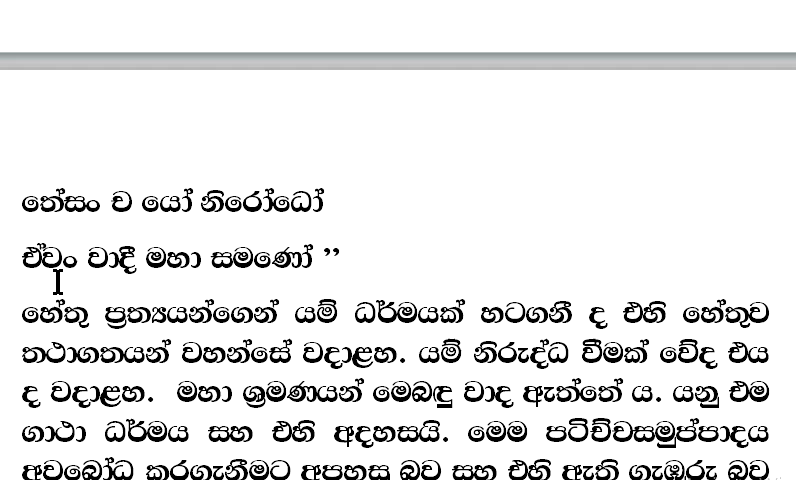 තේසං ච යෝ නිරෝධෝ
ඒවං වාදී මහා සමණෝ ”
හේතු ප්‍රත්‍යයන්ගෙන් යම් ධර්මයක් හටගනී ද එහි හේතුව
තථාගතයන් වහන්සේ වදාළහ. යම් නිරුද්ධ වීමක් වේද එය
ද වදාළහ. මහා ශ්‍රමණයන් මෙබඳු වාද ඇත්තේ ය. යනු එම
ගාථා ධර්මය සහ එහි අදහසයි. මෙම පටිච්චසමුප්පාදය
අවබෝධ කරගැනීමට අපහසු බව සහ එහි ඇති ගැඹුරු බව